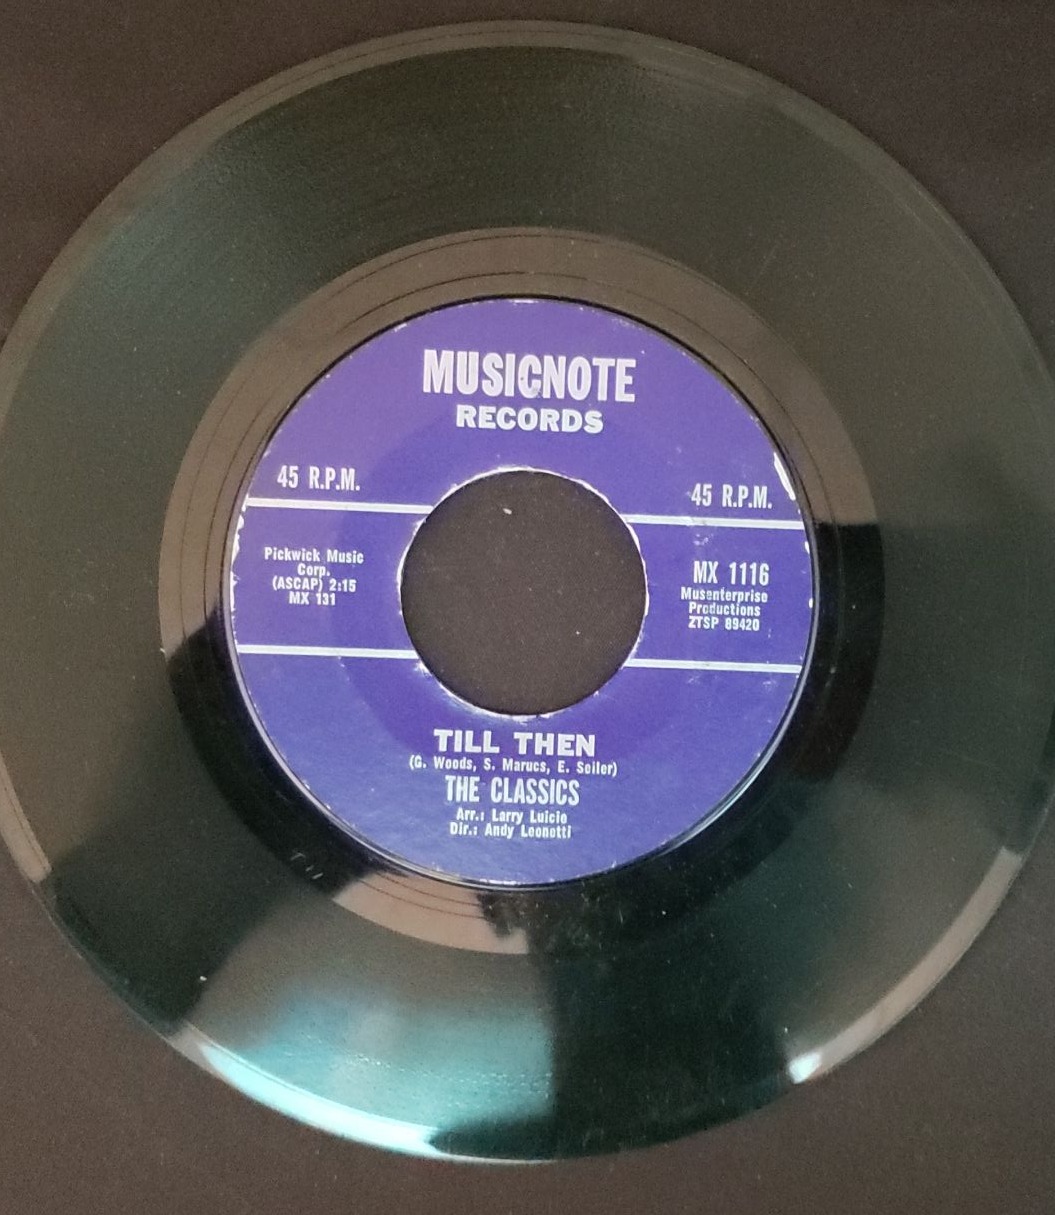 MUSICNOTE
RECORDS
45 R.P.M.
45 R.P.M.
Pickwick Music
Corp.
(ASCAP) 2:15
MX 131
MX 1116
Musenterprise
Productions
ZTSP 89420
TILL THEN
(G. Woods, S. Marucs, E. Seiler)
THE CLASSICS
Arr.: Larry Luicie
Dir.: Andy Leonetti